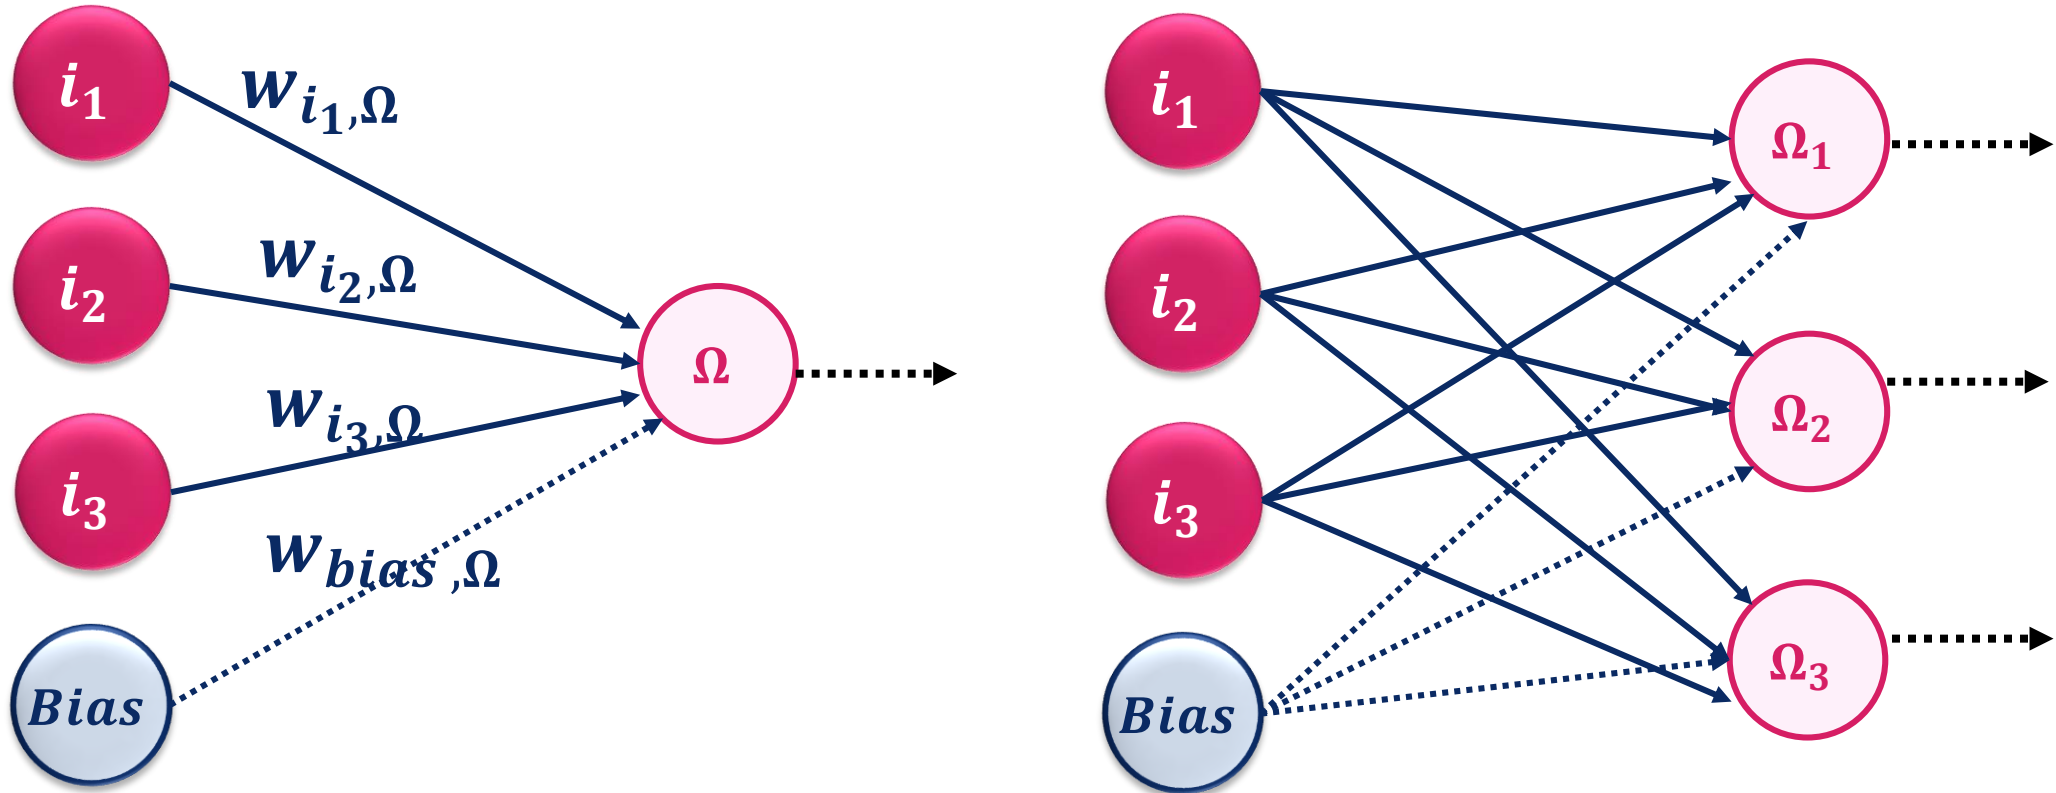 i₁
w_{i₁,Ω}
i₂
w_{i₂,Ω}
Ω
i₃
w_{i₃,Ω}
w_{bias ,Ω}
Bias
i₁
Ω₁
i₂
Ω₂
i₃
Ω₃
Bias